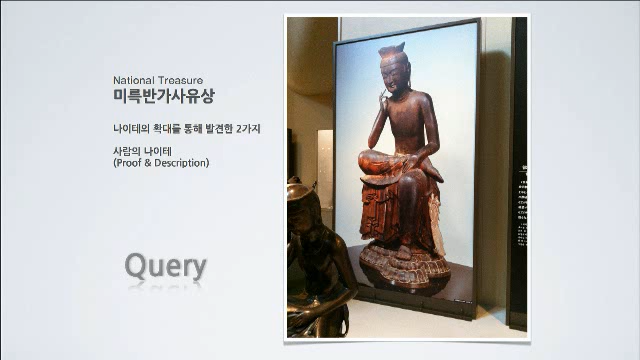 National Treasure
미륵반가사유상
나이테의 확대를 통해 발견한 2가지
사람의 나이테
(Proof & Description)
Query